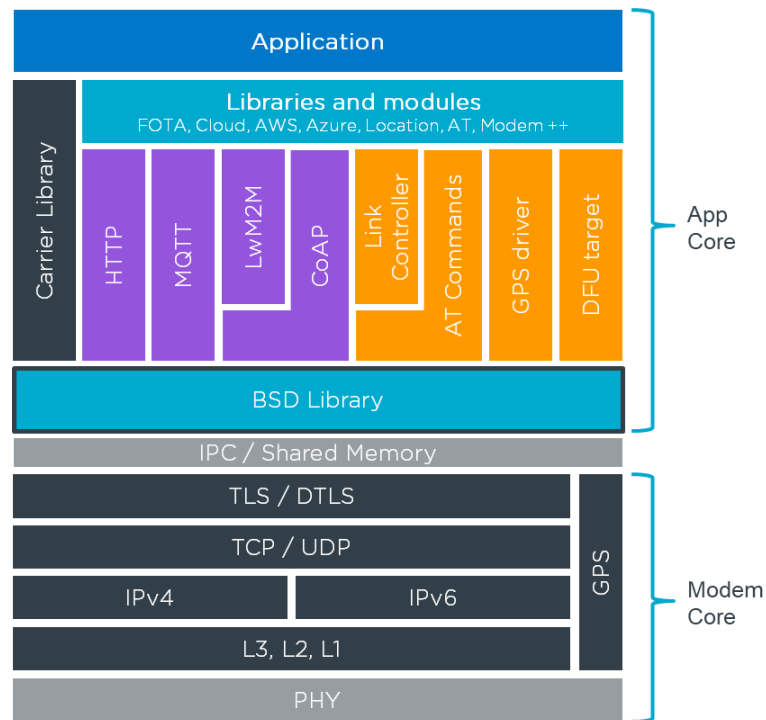 Application
Libraries and modules
FOTA, Cloud, AWS, Azure, Location, AT, Modem ++
Carrier Library
HTTP
MQTT
LwM2M
CoAP
Link
Controller
AT Commands
GPS driver
DFU target
App
Core
BSD Library
IPC / Shared Memory
TLS / DTLS
TCP / UDP
IPv4
IPv6
GPS
Modem
Core
L3, L2, L1
PHY